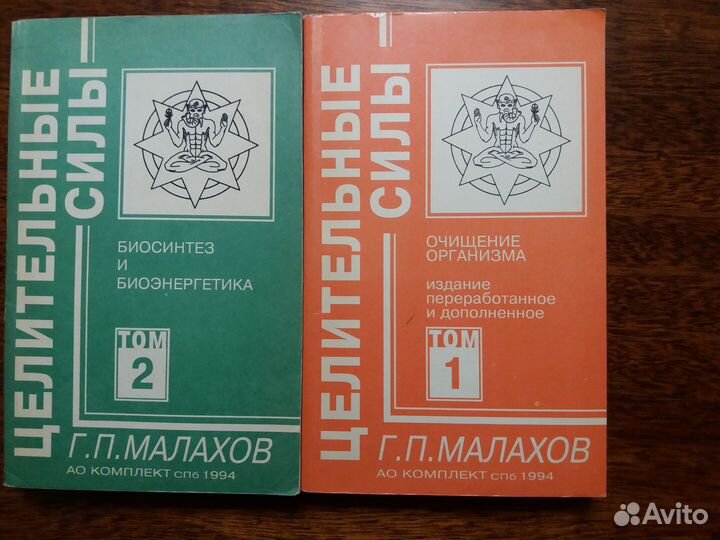 ЦЕЛИТЕЛЬНЫЕ
СИЛЫ
БИОСИНТЕЗ
И
БИОЭНЕРГЕТИКА
ТОМ
2
Г.П.МАЛАХОВ
АО КОМПЛЕКТ СПб 1994
ЦЕЛИТЕЛЬНЫЕ
СИЛЫ
ОЧИЩЕНИЕ
ОРГАНИЗМА
издание
переработанное
и дополненное
ТОМ
1
Г.П.МАЛАХОВ
АО КОМПЛЕКТ СПб 1994
Avito